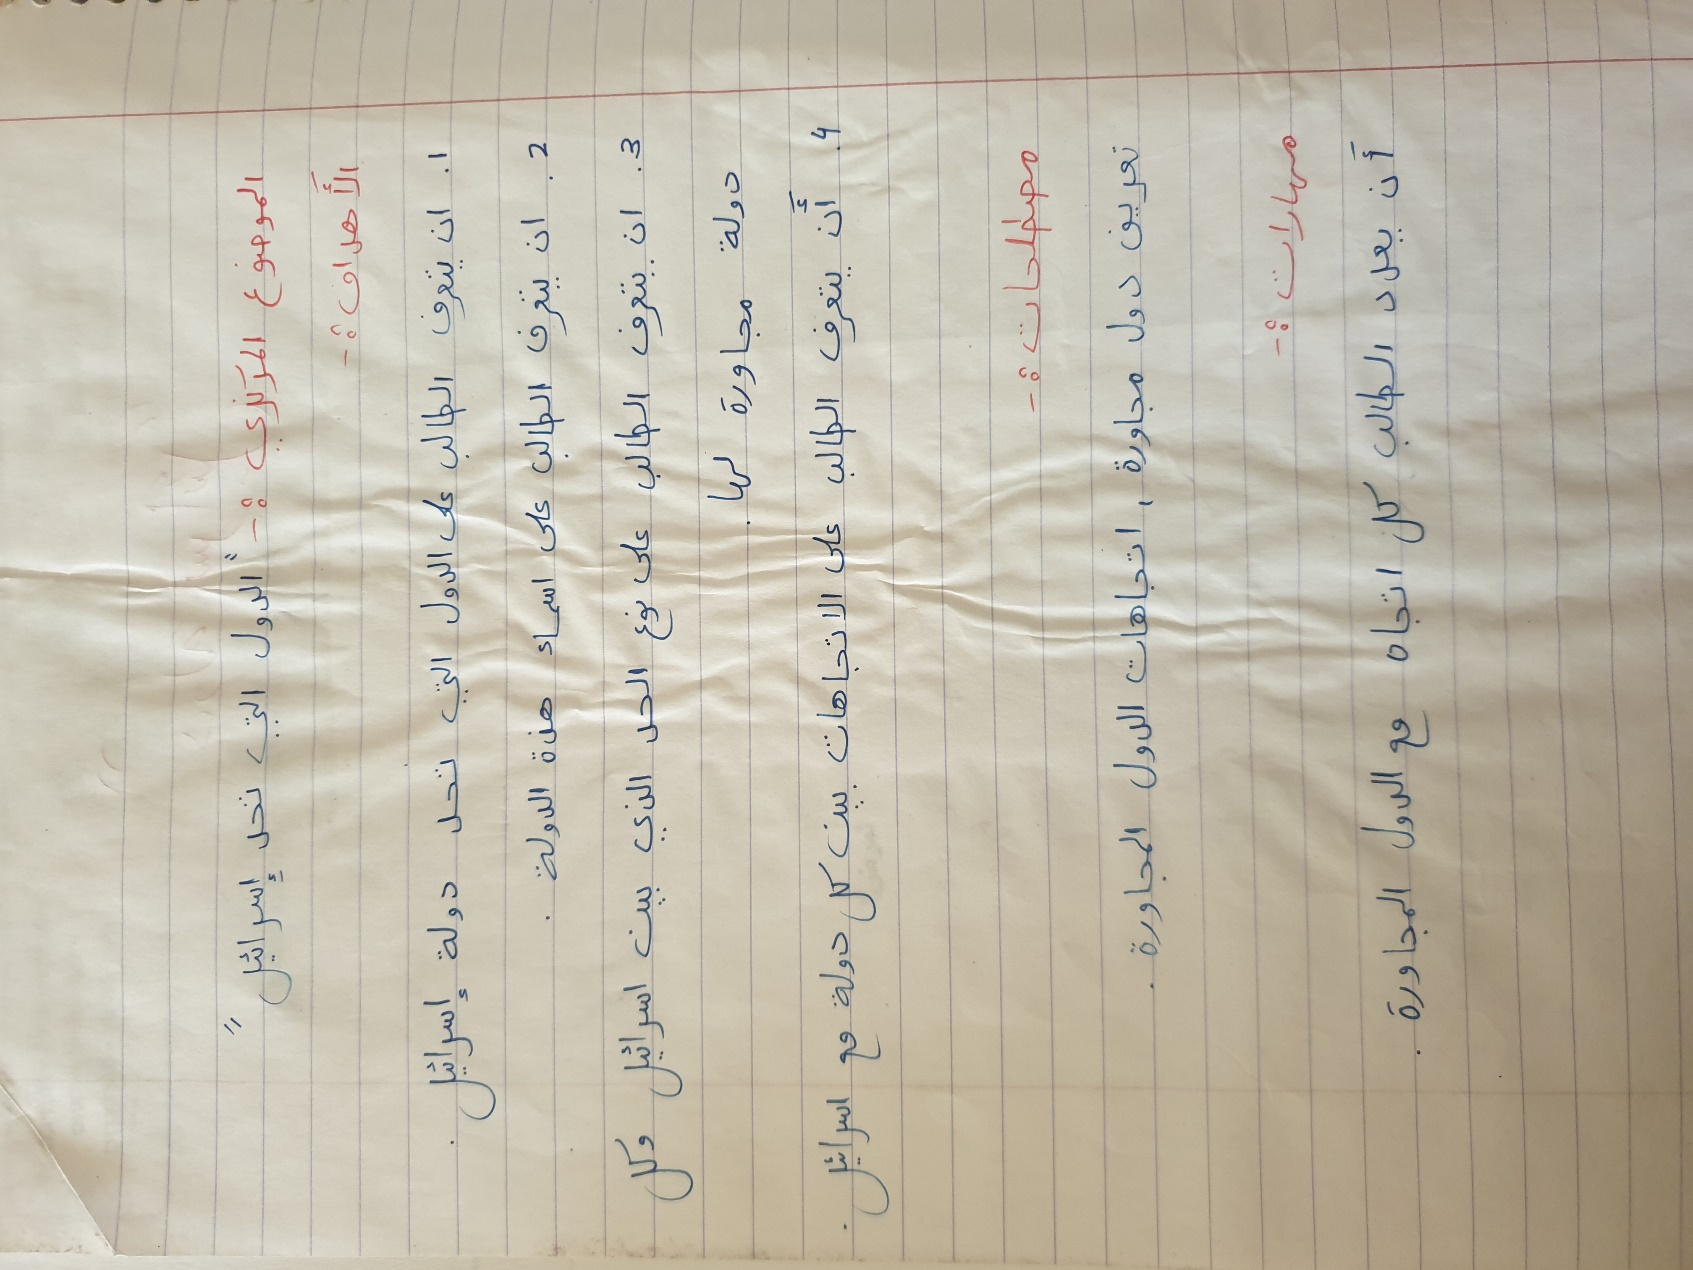 الموضوع المركزي :- "الدول التي تحد إسرائيل"
الأهداف :-
1. ان يتعرف الطالب على الدول التي تحد دولة إسرائيل .
2. ان يتعرف الطالب على اسماء هذة الدولة .
3. ان يتعرف الطالب على نوع الحد الذي بين اسرائيل وكل
دولة مجاورة لها .
4. أن يتعرف الطالب على الاتجاهات بين كل دولة مع اسرائيل .
مصطلحات :-
تعريف دول مجاورة , اتجاهات الدول المجاورة .
مهارات :-
أن يعدد الطالب كل اتجاه مع الدول المجاورة .